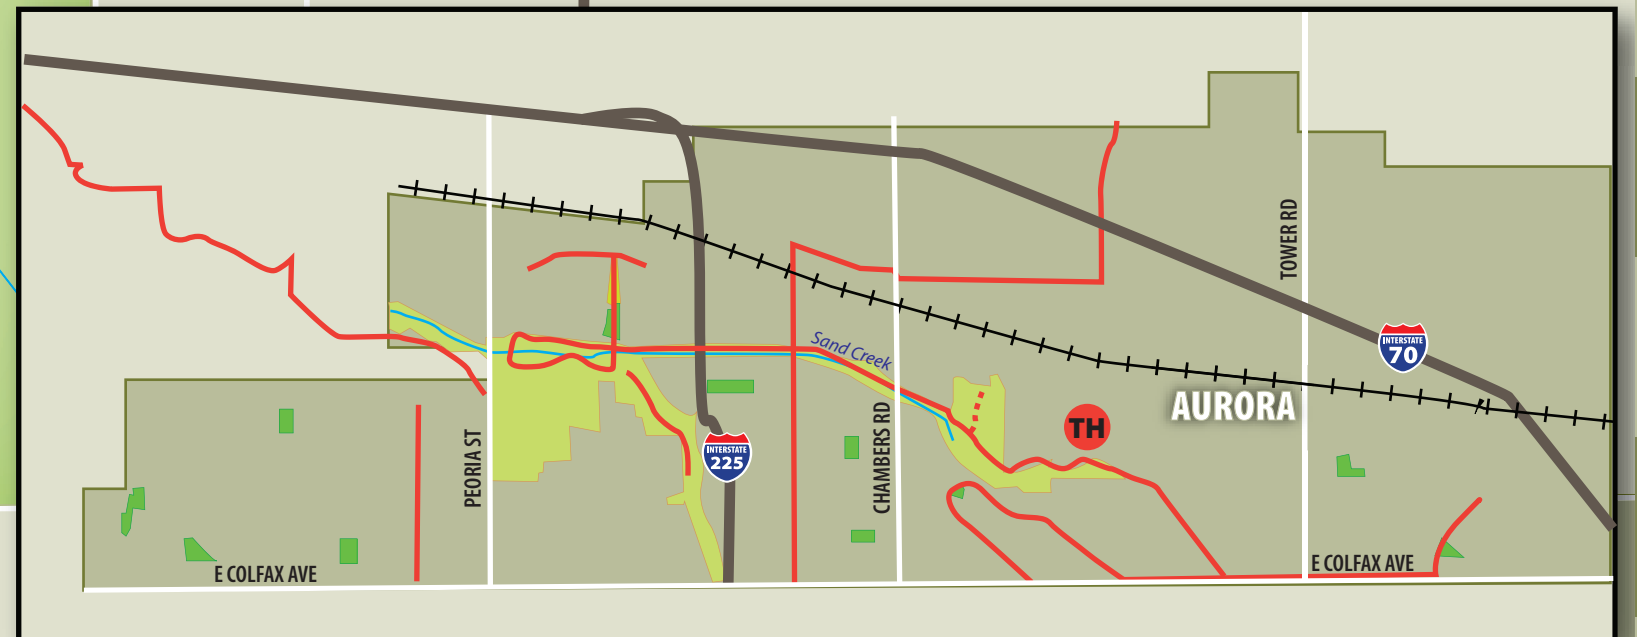 TOWER RD
Sand Creek
INTERSTATE
70
AURORA
TH
CHAMBERS RD
PEORIA ST
INTERSTATE
225
E COLFAX AVE
E COLFAX AVE